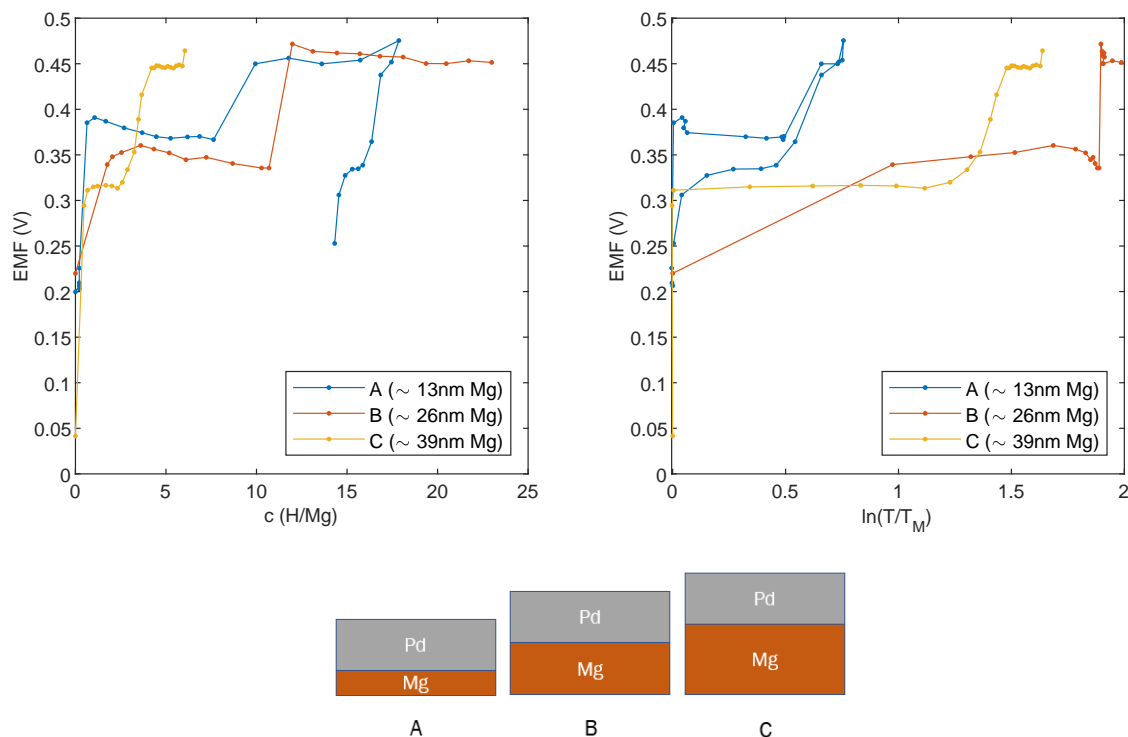 0.5
0.45
0.4
0.35
0.3
0.25
0.2
0.15
0.1
0.05
0
EMF (V)
0 5 10 15 20 25
c (H/Mg)
A (∼ 13nm Mg)
B (∼ 26nm Mg)
C (∼ 39nm Mg)
0.5
0.45
0.4
0.35
0.3
0.25
0.2
0.15
0.1
0.05
0
EMF (V)
0 0.5 1 1.5 2
ln(T/T_M)
A (∼ 13nm Mg)
B (∼ 26nm Mg)
C (∼ 39nm Mg)
Pd
Mg
A
Pd
Mg
B
Pd
Mg
C